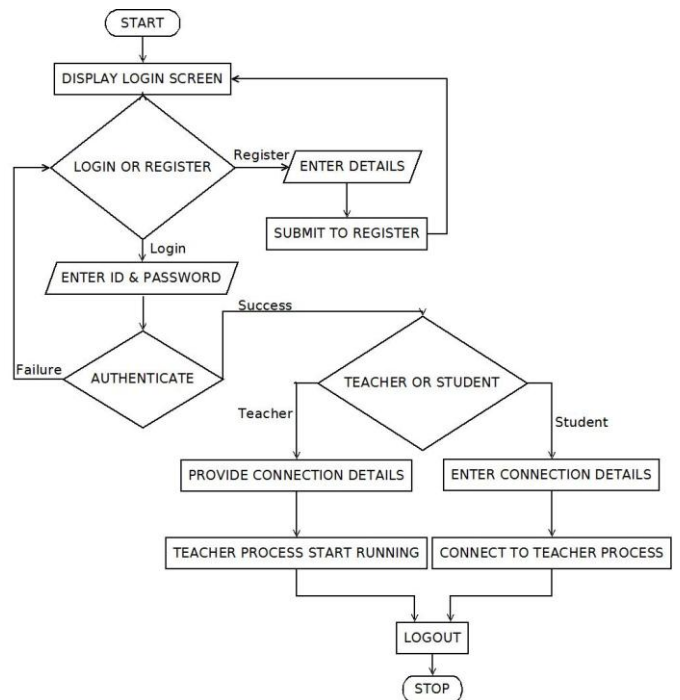 START
DISPLAY LOGIN SCREEN
LOGIN OR REGISTER
Register
ENTER DETAILS
SUBMIT TO REGISTER
Login
ENTER ID & PASSWORD
Success
Failure
AUTHENTICATE
TEACHER OR STUDENT
Teacher
Student
PROVIDE CONNECTION DETAILS
ENTER CONNECTION DETAILS
TEACHER PROCESS START RUNNING
CONNECT TO TEACHER PROCESS
LOGOUT
STOP